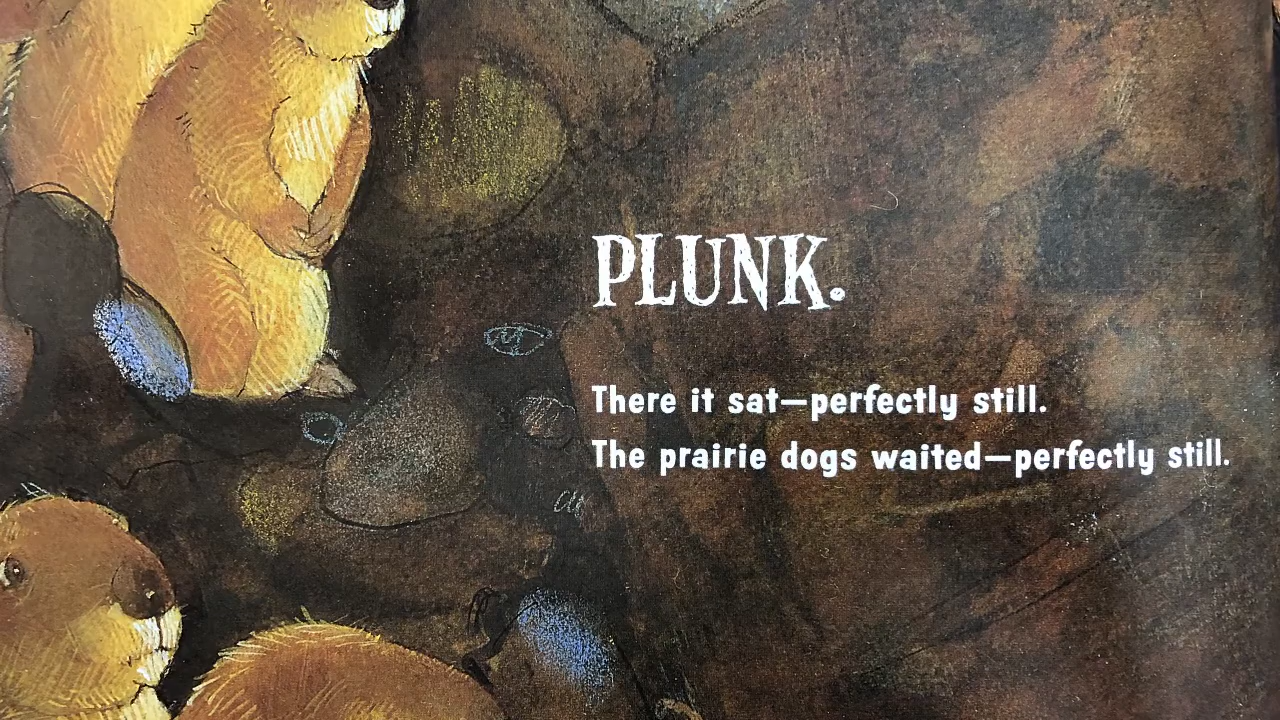 PLUNK.
There it sat—perfectly still.
The prairie dogs waited—perfectly still.